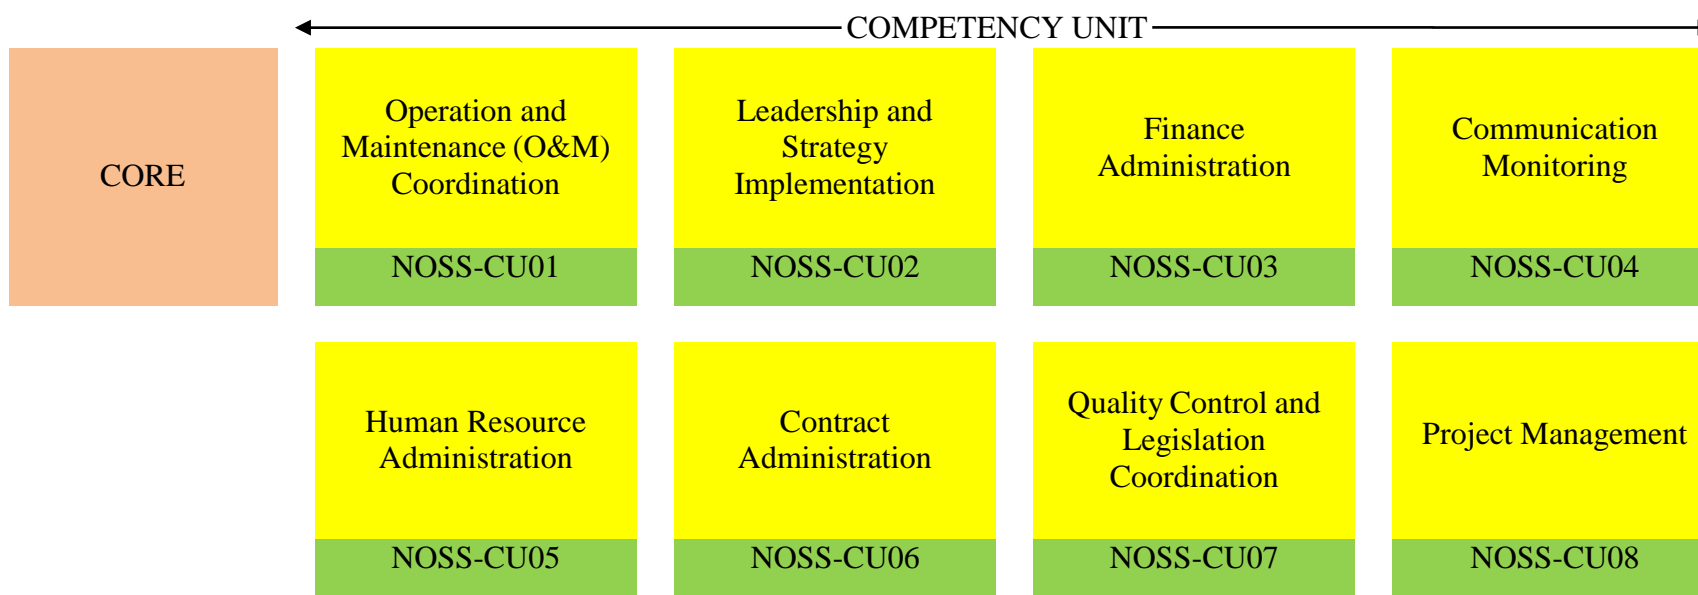 COMPETENCY UNIT
CORE
Operation and
Maintenance (O&M)
Coordination
NOSS-CU01
Leadership and
Strategy
Implementation
NOSS-CU02
Finance
Administration
NOSS-CU03
Communication
Monitoring
NOSS-CU04
Human Resource
Administration
NOSS-CU05
Contract
Administration
NOSS-CU06
Quality Control and
Legislation
Coordination
NOSS-CU07
Project Management
NOSS-CU08